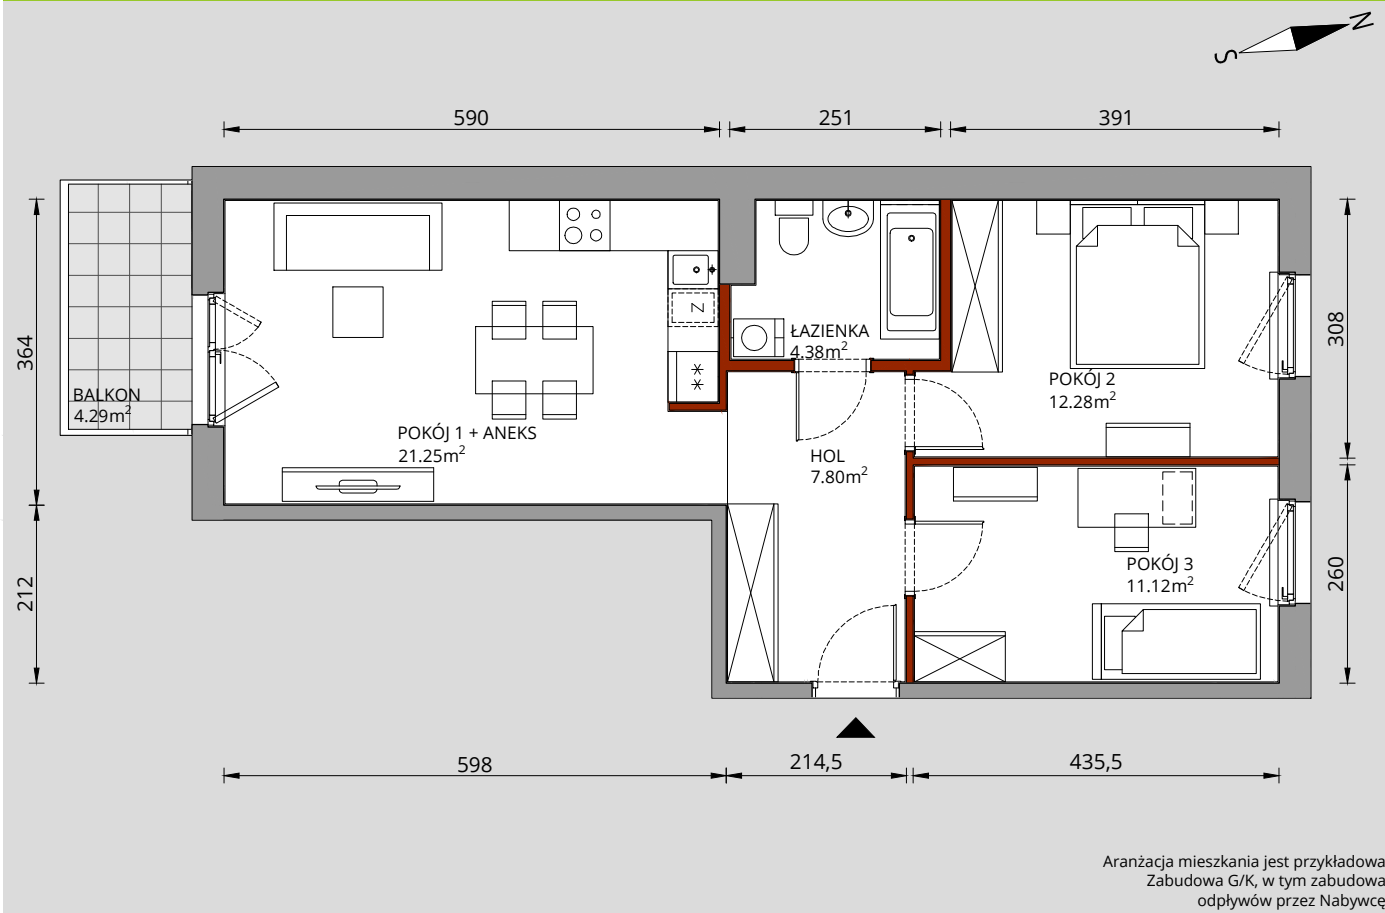 N
S
590
251
391
364
212
308
260
BALKON
4.29m²
POKÓJ 1 + ANEKS
21.25m²
Z
**
ŁAZIENKA
4.38m²
HOL
7.80m²
POKÓJ 2
12.28m²
POKÓJ 3
11.12m²
598
214,5
435,5
Aranżacja mieszkania jest przykładowa
Zabudowa G/K, w tym zabudowa
odpływów przez Nabywcę